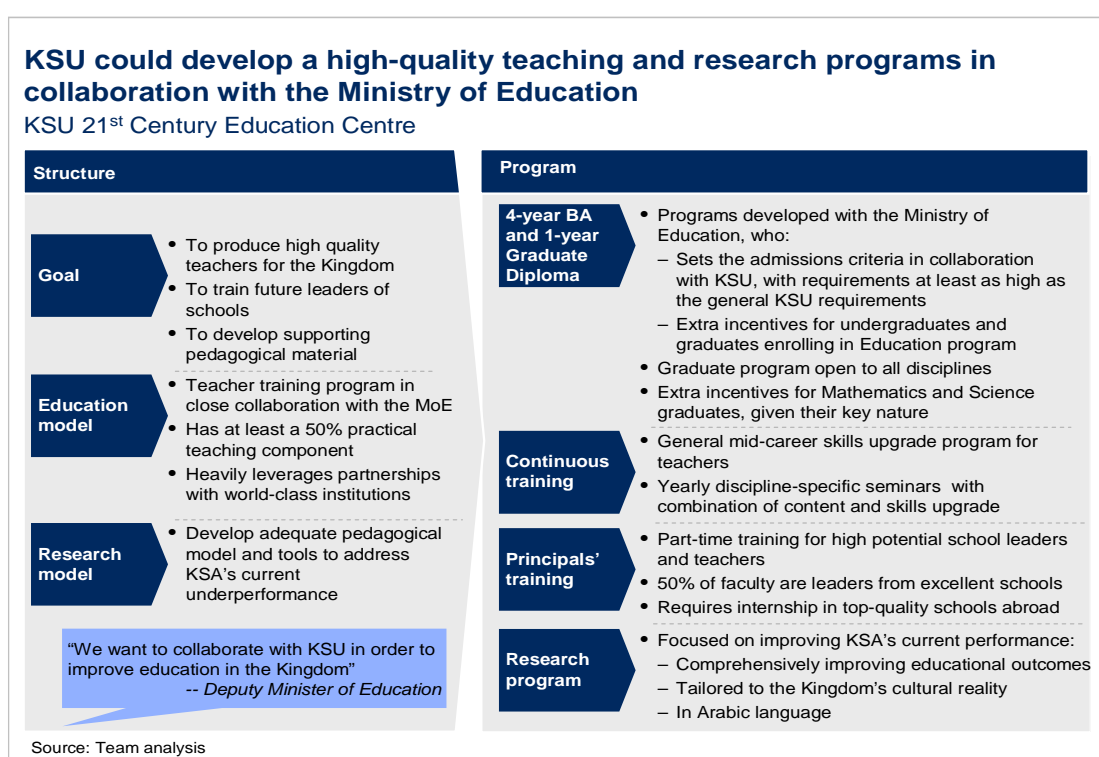 KSU could develop a high-quality teaching and research programs in
collaboration with the Ministry of Education
KSU 21st Century Education Centre
Structure
Goal
• To produce high quality
teachers for the Kingdom
• To train future leaders of
schools
• To develop supporting
pedagogical material
Education
model
• Teacher training program in
close collaboration with the MoE
• Has at least a 50% practical
teaching component
• Heavily leverages partnerships
with world-class institutions
Research
model
• Develop adequate pedagogical
model and tools to address
KSA's current
underperformance
"We want to collaborate with KSU in order to
improve education in the Kingdom"
-- Deputy Minister of Education
Program
4-year BA
and 1-year
Graduate
Diploma
• Programs developed with the Ministry of
Education, who:
– Sets the admissions criteria in collaboration
with KSU, with requirements at least as high as
the general KSU requirements
– Extra incentives for undergraduates and
graduates enrolling in Education program
• Graduate program open to all disciplines
• Extra incentives for Mathematics and Science
graduates, given their key nature
Continuous
training
• General mid-career skills upgrade program for
teachers
• Yearly discipline-specific seminars with
combination of content and skills upgrade
Principals'
training
• Part-time training for high potential school leaders
and teachers
• 50% of faculty are leaders from excellent schools
• Requires internship in top-quality schools abroad
Research
program
• Focused on improving KSA's current performance:
– Comprehensively improving educational outcomes
– Tailored to the Kingdom's cultural reality
– In Arabic language
Source: Team analysis